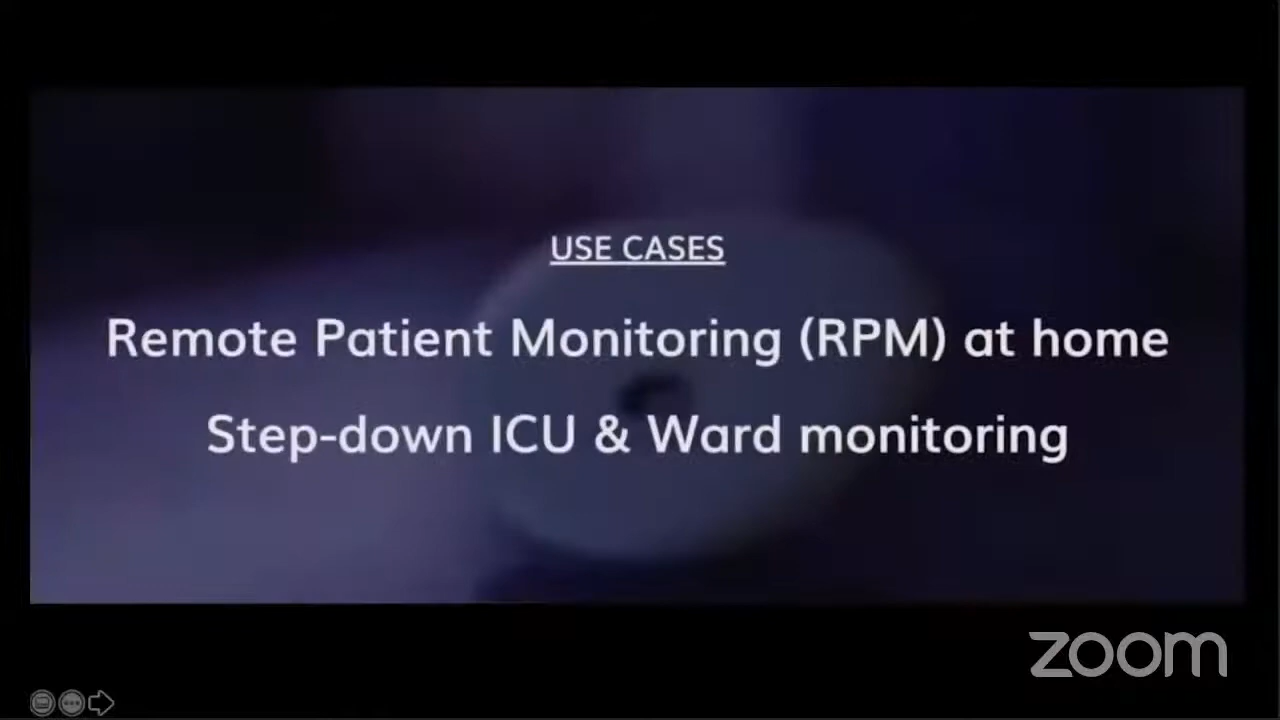 USE CASES
Remote Patient Monitoring (RPM) at home
Step-down ICU & Ward monitoring
zoom